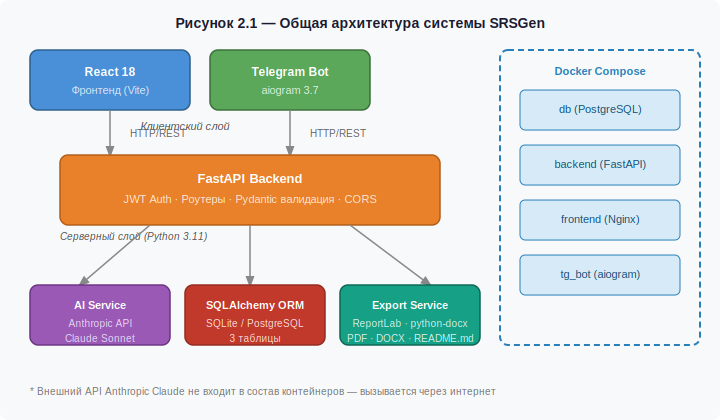 Рисунок 2.1 — Общая архитектура системы SRSGen
React 18
Фронтенд (Vite)
Telegram Bot
aiogram 3.7
Клиентский слой
HTTP/REST
HTTP/REST
FastAPI Backend
JWT Auth · Роутеры · Pydantic валидация · CORS
Серверный слой (Python 3.11)
AI Service
Anthropic API
Claude Sonnet
SQLAlchemy ORM
SQLite / PostgreSQL
3 таблицы
Export Service
ReportLab · python-docx
PDF · DOCX · README.md
Docker Compose
db (PostgreSQL)
backend (FastAPI)
frontend (Nginx)
tg_bot (aiogram)
* Внешний API Anthropic Claude не входит в состав контейнеров — вызывается через интернет